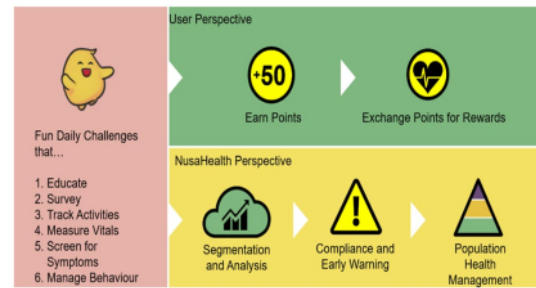 User Perspective
+50
Earn Points
Exchange Points for Rewards
Fun Daily Challenges
that...
1. Educate
2. Survey
3. Track Activities
4. Measure Vitals
5. Screen for
Symptoms
6. Manage Behaviour
NusaHealth Perspective
Segmentation
and Analysis
Compliance and
Early Warning
Population
Health
Management